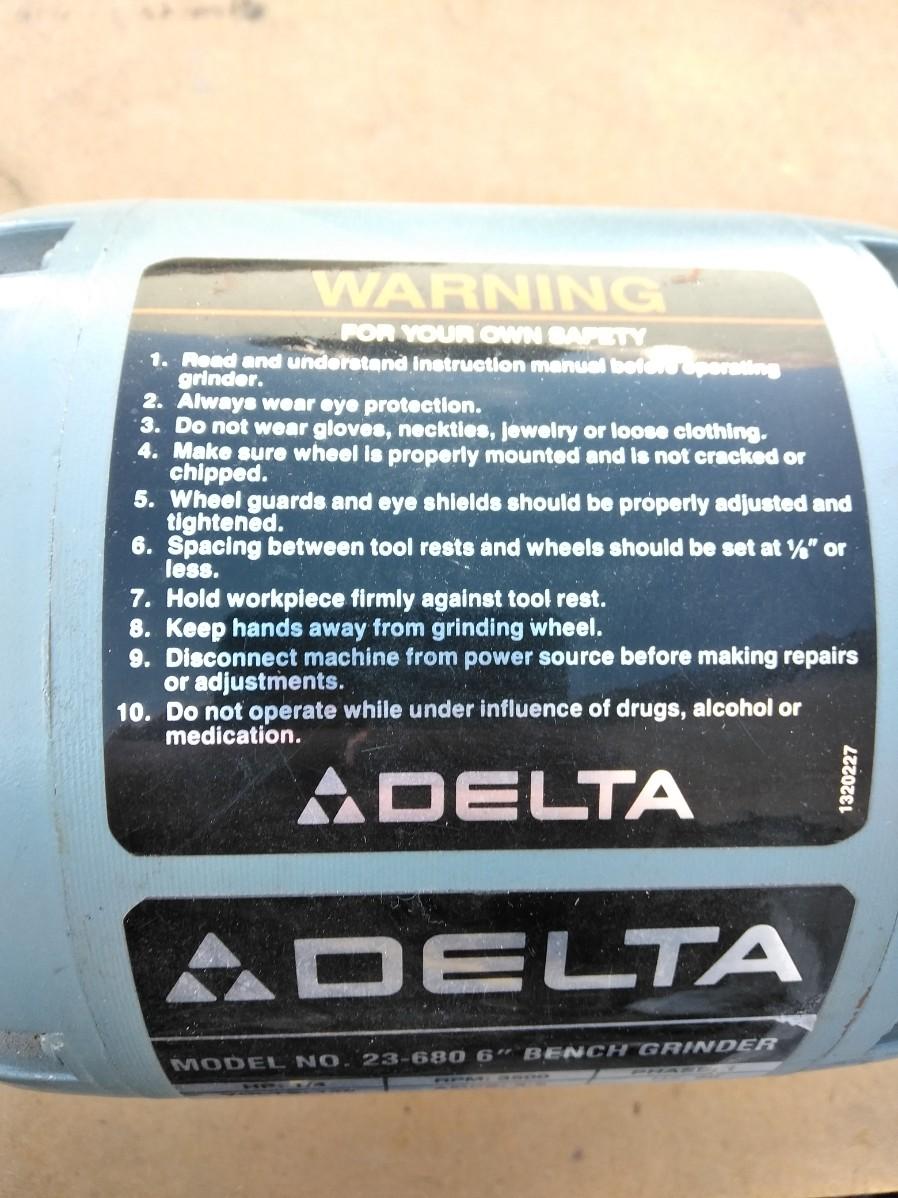 WARNING
FOR YOUR OWN SAFETY
1. Read and understand instruction manual before operating
grinder.
2. Always wear eye protection.
3. Do not wear gloves, neckties, jewelry or loose clothing.
4. Make sure wheel is properly mounted and is not cracked or
chipped.
5. Wheel guards and eye shields should be properly adjusted and
tightened.
6. Spacing between tool rests and wheels should be set at ⅛" or
less.
7. Hold workpiece firmly against tool rest.
8. Keep hands away from grinding wheel.
9. Disconnect machine from power source before making repairs
or adjustments.
10. Do not operate while under influence of drugs, alcohol or
medication.
1320227
DELTA
DELTA
MODEL NO. 23-680 6" BENCH GRINDER
HP: 1/4 RPM: PHASE: 1